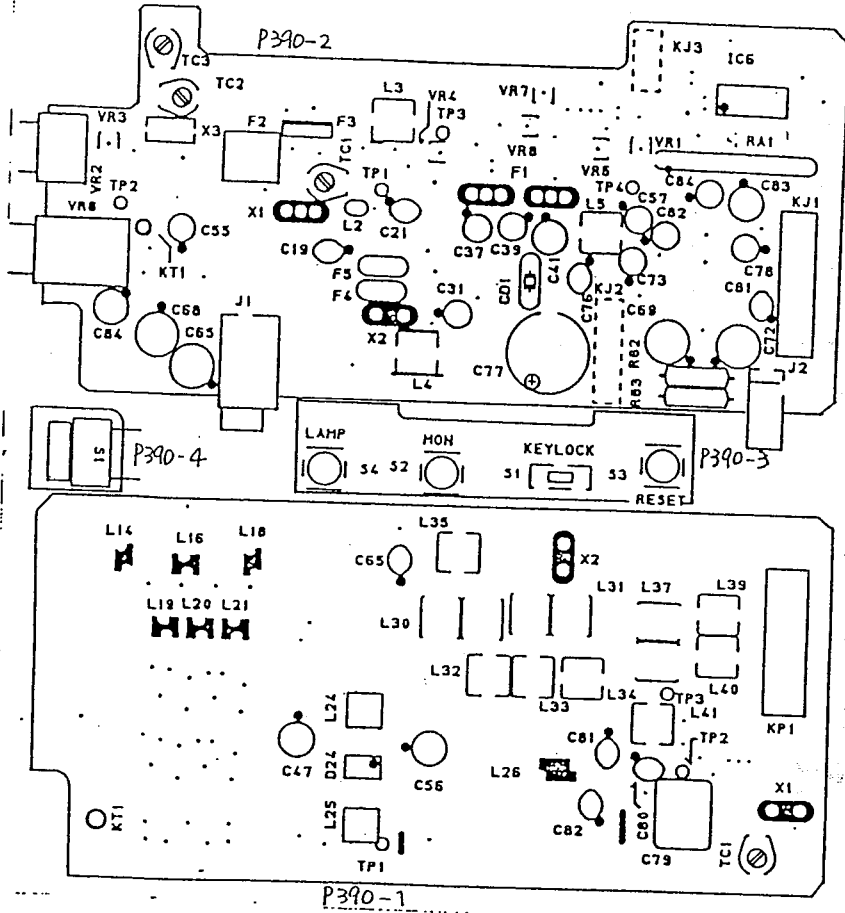 P390-2
TC3
TC2
KJ3
IC6
L3
VR4
VR7
TP3
VR3
X3
F2
F3
TC1
VR8
VR5
VR1
RA1
VR2
TP2
VR6
TP1
F1
TP4
C57
C84
C83
KJ1
X1
L2
C21
L5
C82
C55
KT1
C19
C37
C39
C41
C73
C78
F5
CD1
C76
KJ2
C81
F4
C31
C69
C84
C68
C65
J1
X2
C77
R82
C72
L4
R83
J2
S1
P390-4
LAMP
S4
S2
MON
KEYLOCK
S1
S3
P390-3
RESET
L14
L16
L18
L35
C65
X2
L19
L20
L21
L30
L31
L37
L39
L32
L33
L34
L40
TP3
L24
L41
KP1
C47
D24
C56
C81
TP2
L26
X1
KT1
L25
C82
C80
TP1
C79
TC1
P390-1